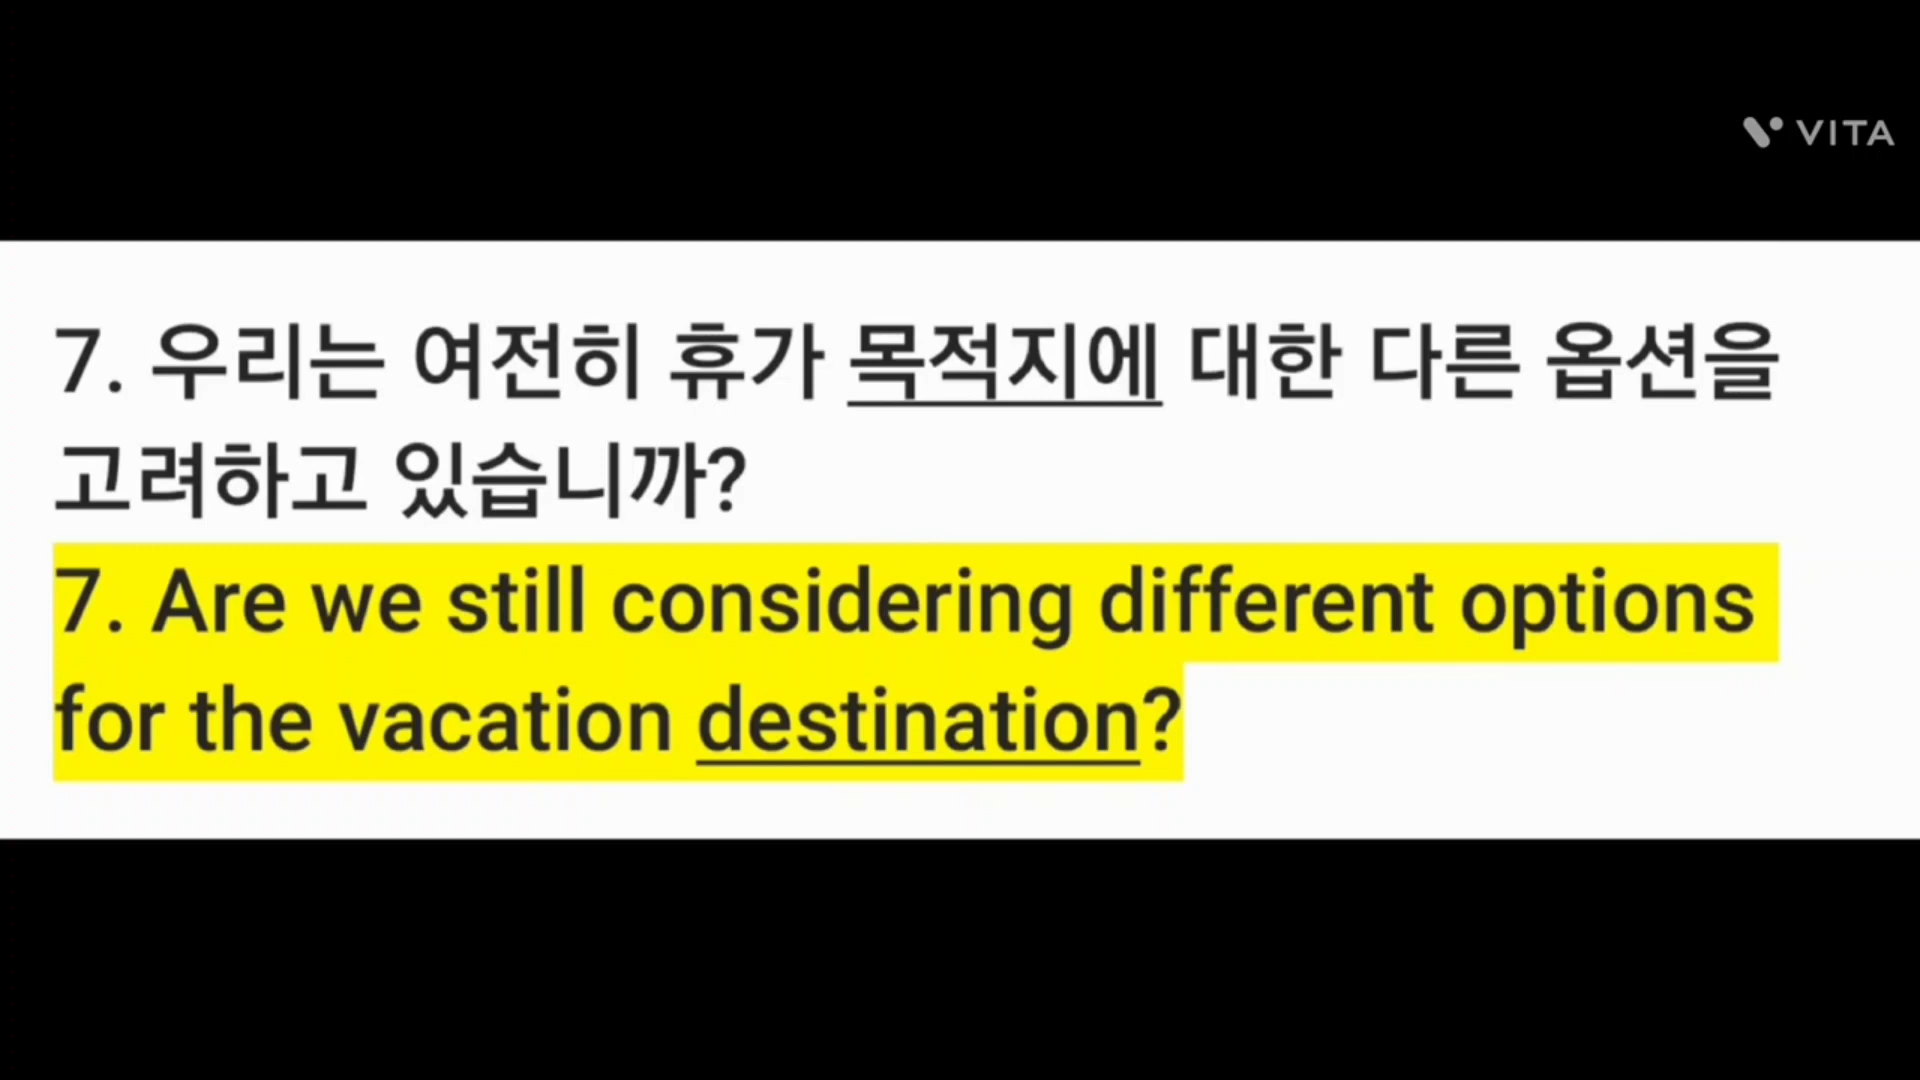 VITA
7. 우리는 여전히 휴가 목적지에 대한 다른 옵션을
고려하고 있습니까?
7. Are we still considering different options
for the vacation destination?